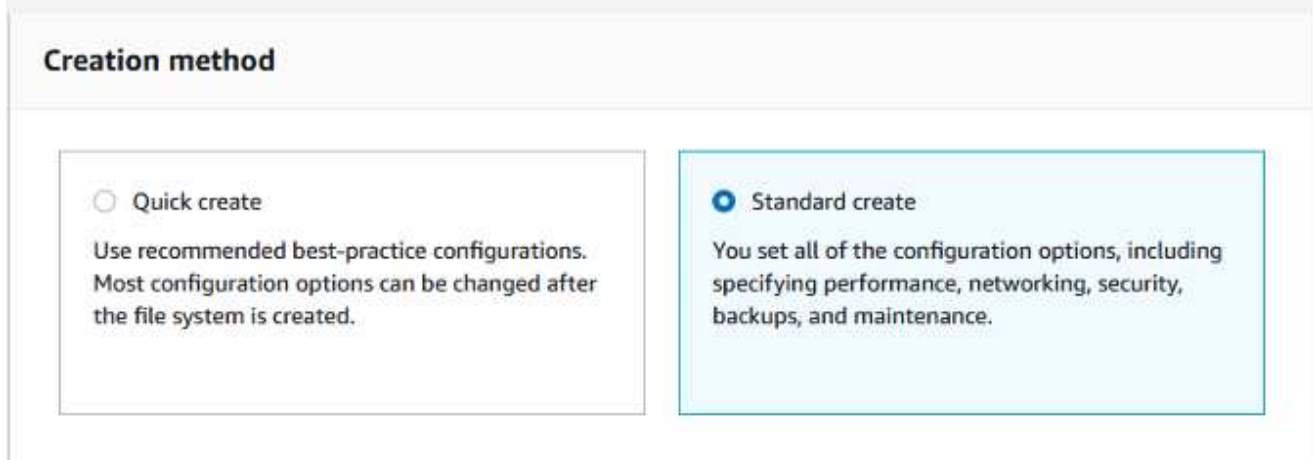 Creation method
Quick create
Use recommended best-practice configurations.
Most configuration options can be changed after
the file system is created.
Standard create
You set all of the configuration options, including
specifying performance, networking, security,
backups, and maintenance.